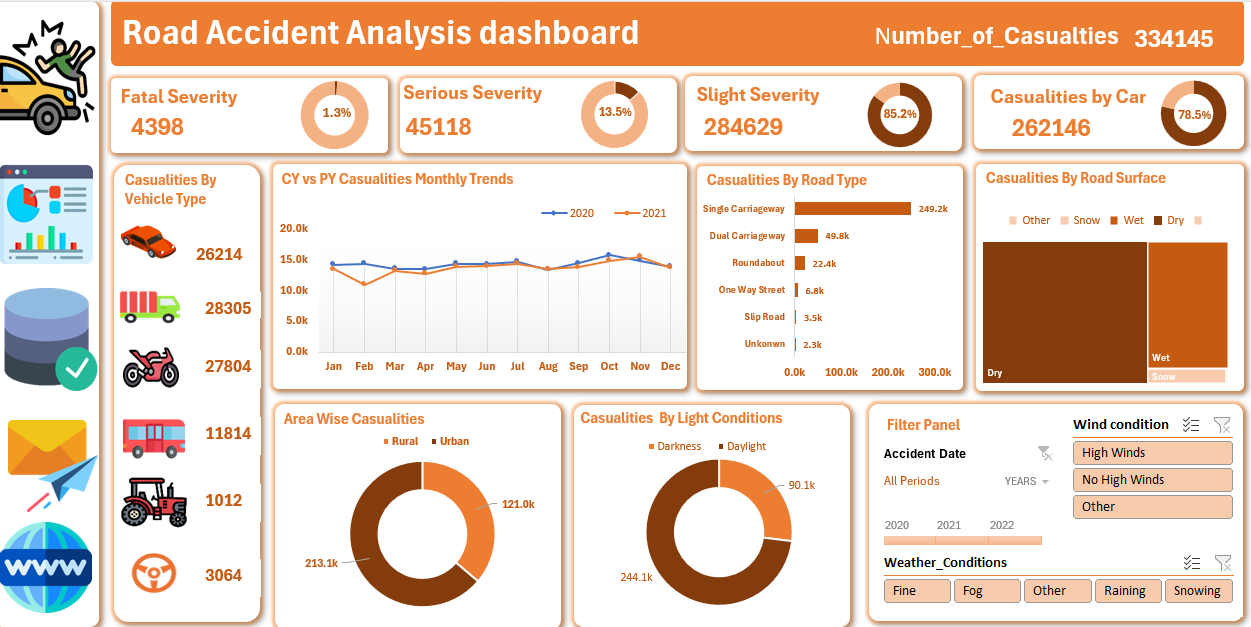 Road Accident Analysis dashboard
Number_of_Casualties 334145
Fatal Severity
4398
1.3%
Serious Severity
45118
13.5%
Slight Severity
284629
85.2%
Casualities by Car
262146
78.5%
Casualities By
Vehicle Type
26214
28305
27804
11814
1012
3064
CY vs PY Casualities Monthly Trends
2020 2021
20.0k
15.0k
10.0k
5.0k
0.0k
Jan Feb Mar Apr May Jun Jul Aug Sep Oct Nov Dec
Casualities By Road Type
Single Carriageway 249.2k
Dual Carriageway 49.8k
Roundabout 22.4k
One Way Street 6.8k
Slip Road 3.5k
Unkonwn 2.3k
0.0k 100.0k 200.0k 300.0k
Casualities By Road Surface
Other Snow Wet Dry
Dry
Wet
Snow
Area Wise Casualities
Rural Urban
121.0k
213.1k
Casualities By Light Conditions
Darkness Daylight
90.1k
244.1k
Filter Panel
Accident Date
All Periods YEARS
2020 2021 2022
Wind condition
High Winds
No High Winds
Other
Weather_Conditions
Fine Fog Other Raining Snowing
www